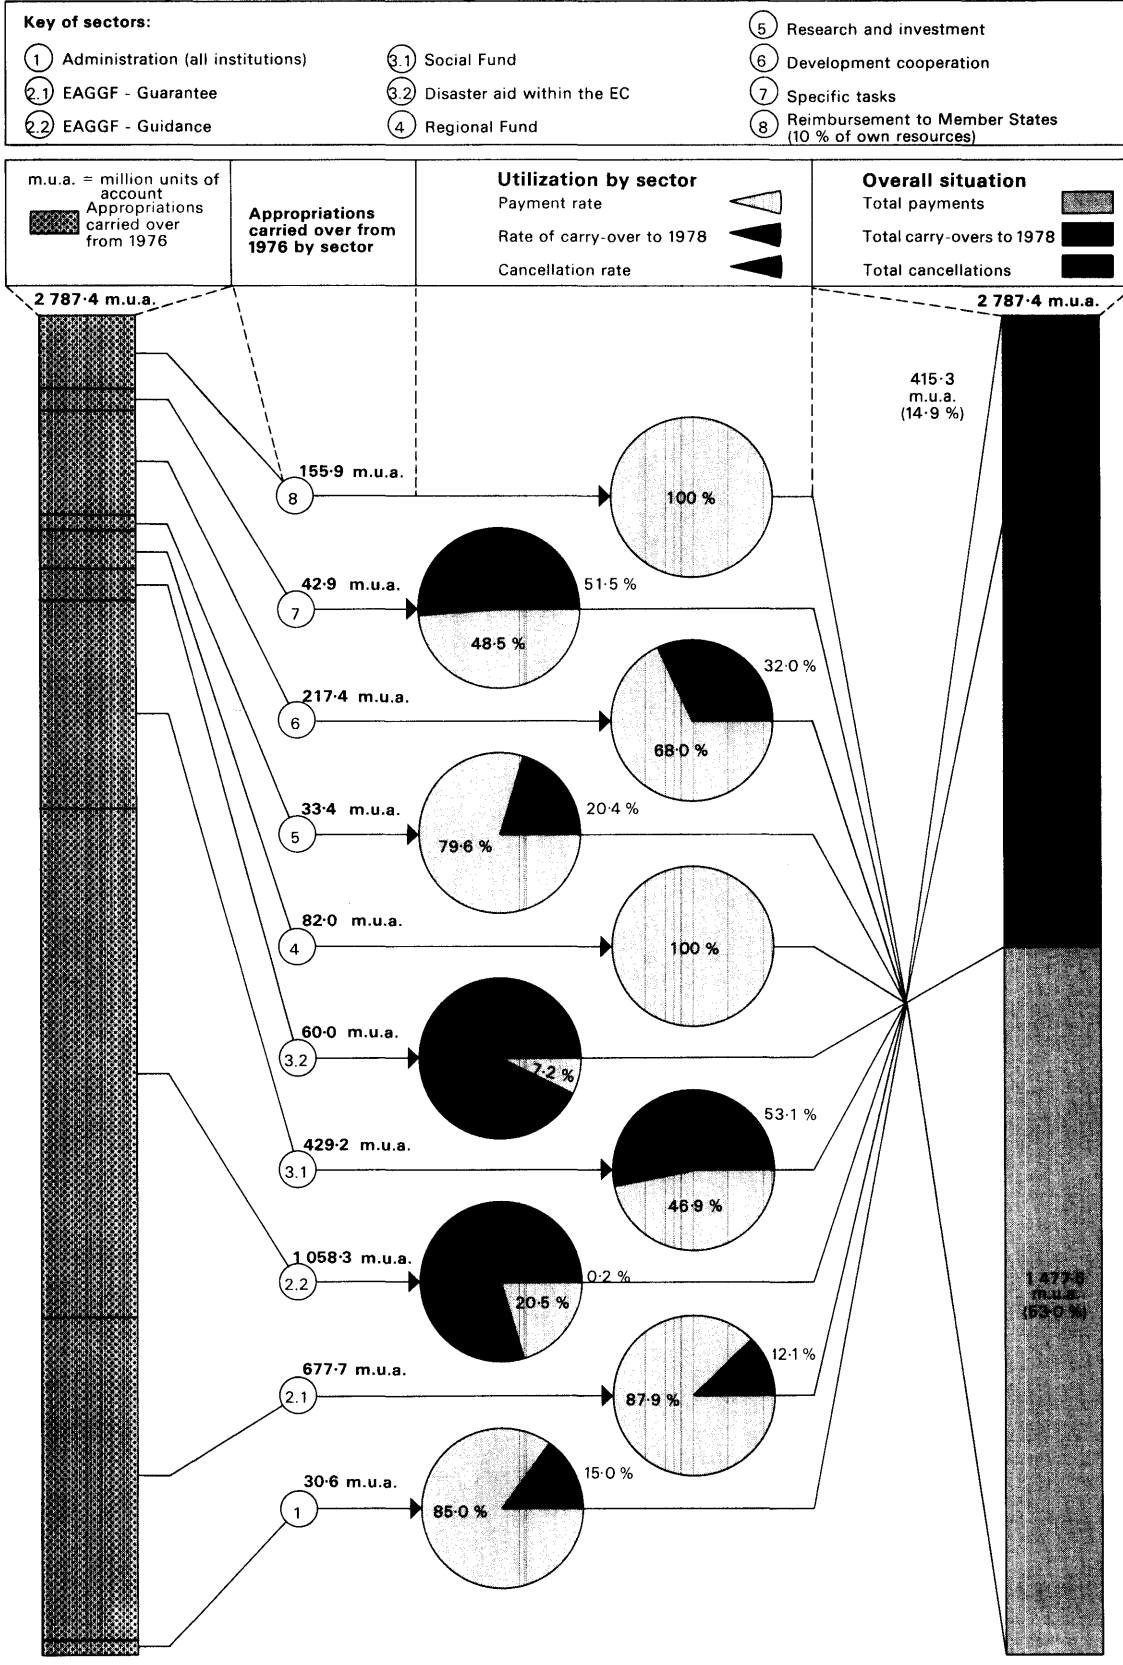 Key of sectors:
1 Administration (all institutions)
2.1 EAGGF - Guarantee
2.2 EAGGF - Guidance
3.1 Social Fund
3.2 Disaster aid within the EC
4 Regional Fund
5 Research and investment
6 Development cooperation
7 Specific tasks
8 Reimbursement to Member States
(10 % of own resources)
m.u.a. = million units of
account
Appropriations
carried over
from 1976
Appropriations
carried over from
1976 by sector
Utilization by sector
Payment rate
Rate of carry-over to 1978
Cancellation rate
Overall situation
Total payments
Total carry-overs to 1978
Total cancellations
2 787·4 m.u.a.
2 787·4 m.u.a.
415·3
m.u.a.
(14·9 %)
155·9 m.u.a.
8
100 %
42·9 m.u.a.
7
51·5 %
48·5 %
217·4 m.u.a.
6
32·0 %
68·0 %
33·4 m.u.a.
5
20·4 %
79·6 %
82·0 m.u.a.
4
100 %
60·0 m.u.a.
3.2
7·2 %
429·2 m.u.a.
3.1
53·1 %
46·9 %
1 058·3 m.u.a.
2.2
0·2 %
20·5 %
m.u.a.
(53·0 %)
677·7 m.u.a.
2.1
12·1 %
87·9 %
30·6 m.u.a.
1
15·0 %
85·0 %